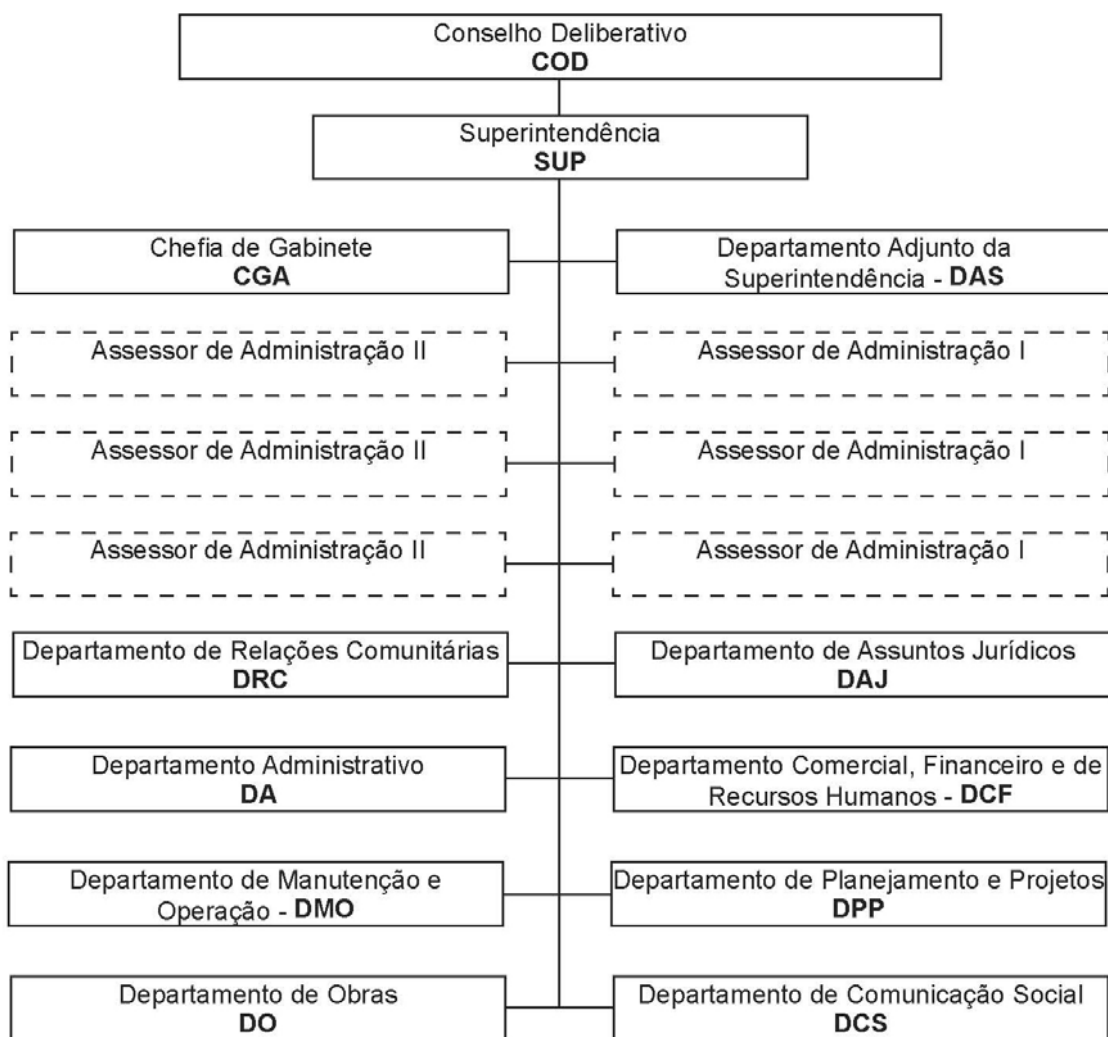 Conselho Deliberativo
COD
Superintendência
SUP
Chefia de Gabinete
CGA
Departamento Adjunto da
Superintendência - DAS
Assessor de Administração II
Assessor de Administração I
Assessor de Administração II
Assessor de Administração I
Assessor de Administração II
Assessor de Administração I
Departamento de Relações Comunitárias
DRC
Departamento de Assuntos Jurídicos
DAJ
Departamento Administrativo
DA
Departamento Comercial, Financeiro e de
Recursos Humanos - DCF
Departamento de Manutenção e
Operação - DMO
Departamento de Planejamento e Projetos
DPP
Departamento de Obras
DO
Departamento de Comunicação Social
DCS